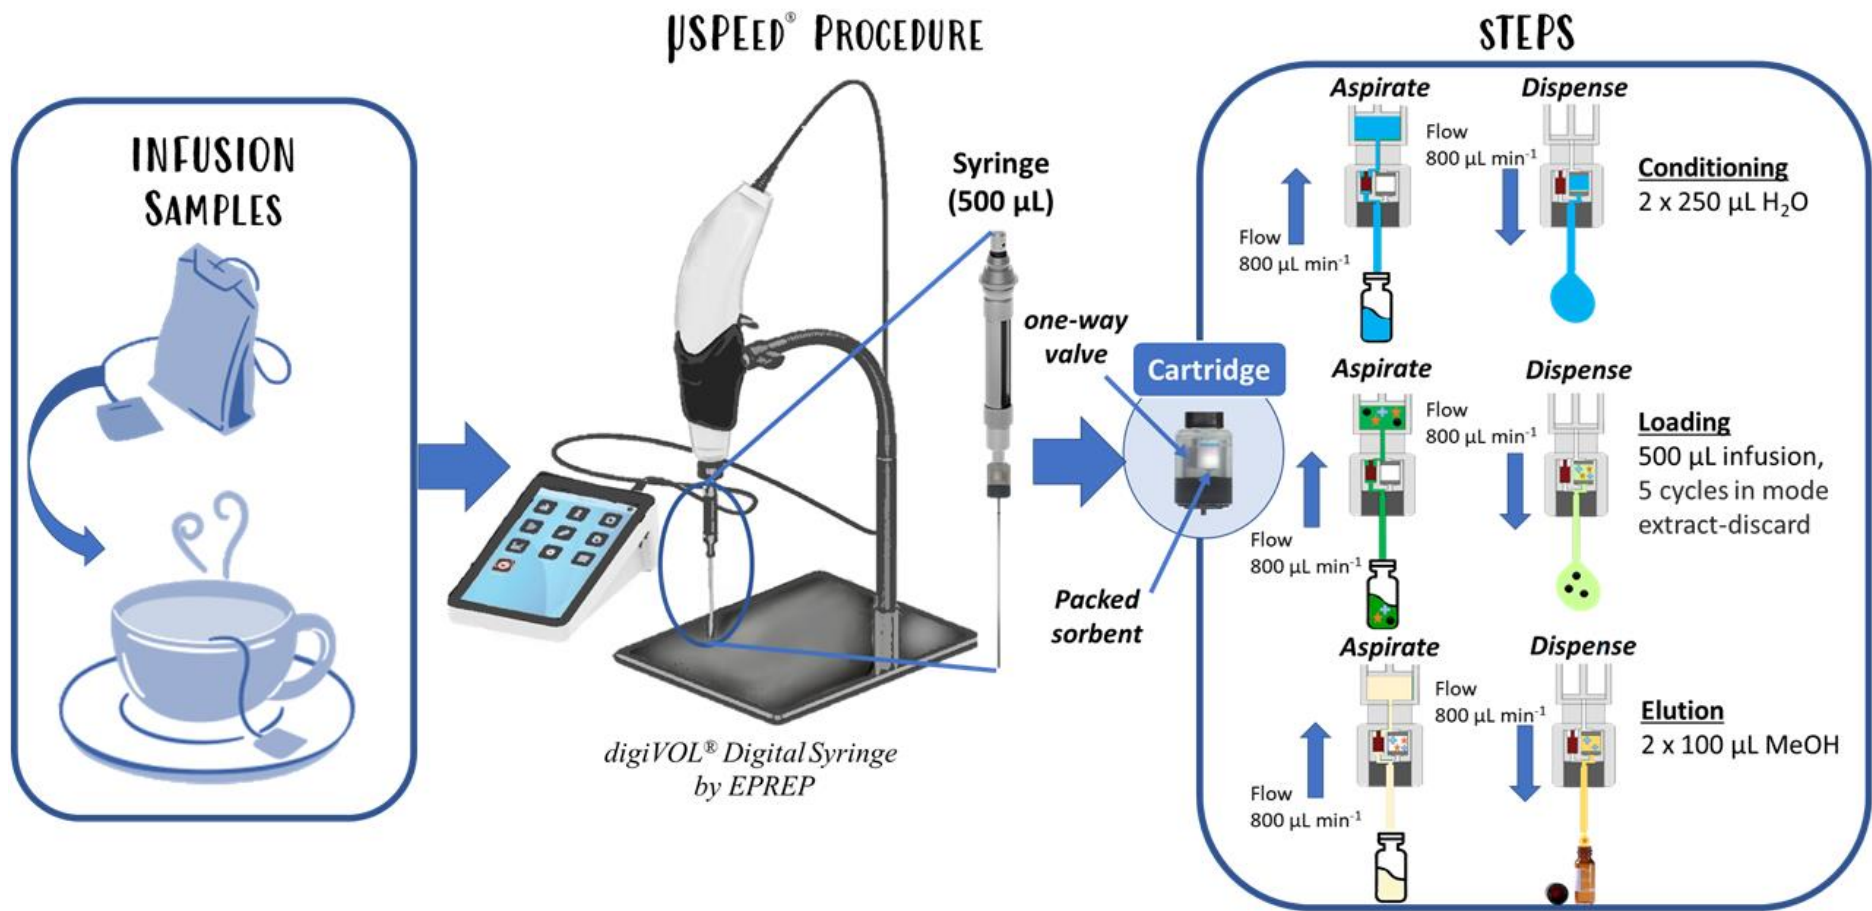 µSPEED® PROCEDURE
STEPS
INFUSION
SAMPLES
Syringe
(500 µL)
one-way
valve
Cartridge
Packed
sorbent
digiVOL® Digital Syringe
by EPREP
Aspirate
Dispense
Flow
800 µL min-1
Flow
800 µL min-1
Conditioning
2 x 250 µL H2O
Aspirate
Dispense
Flow
800 µL min-1
Flow
800 µL min-1
Loading
500 µL infusion,
5 cycles in mode
extract-discard
Aspirate
Dispense
Flow
800 µL min-1
Flow
800 µL min-1
Elution
2 x 100 µL MeOH